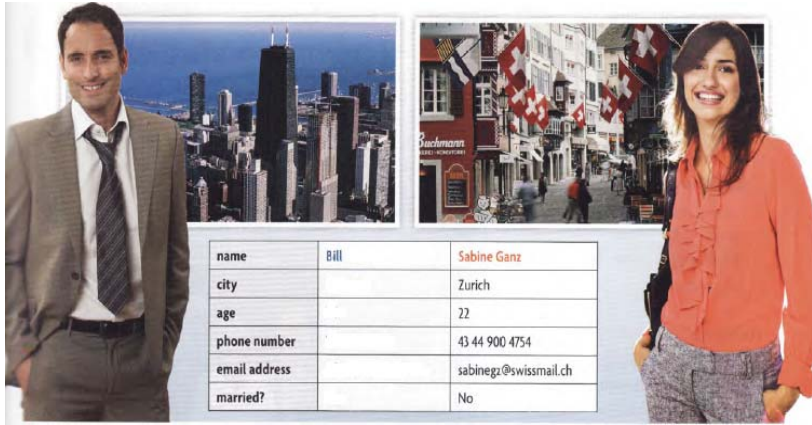 Buchmann
name Bill Sabine Ganz
city Zurich
age 22
phone number 43 44 900 4754
email address sabinegz@swissmail.ch
married? No